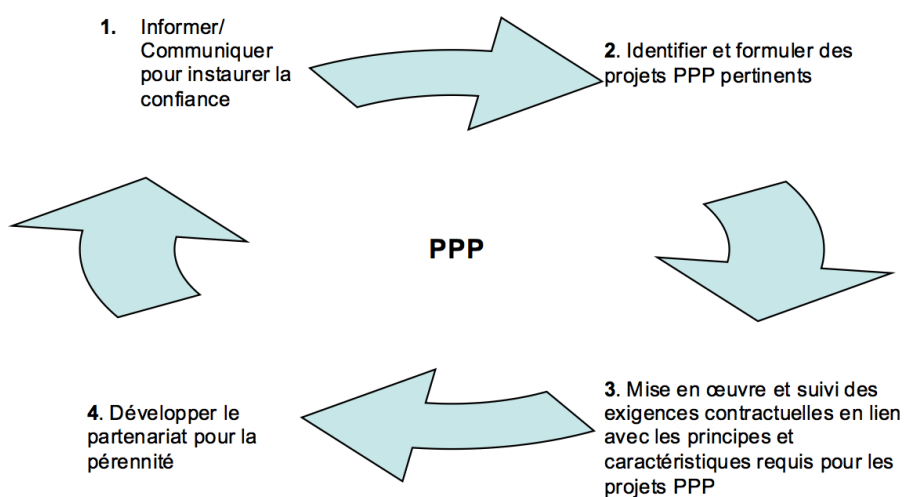 1. Informer/
Communiquer
pour instaurer la
confiance
2. Identifier et formuler des
projets PPP pertinents
PPP
3. Mise en œuvre et suivi des
exigences contractuelles en lien
avec les principes et
caractéristiques requis pour les
projets PPP
4. Développer le
partenariat pour la
pérennité